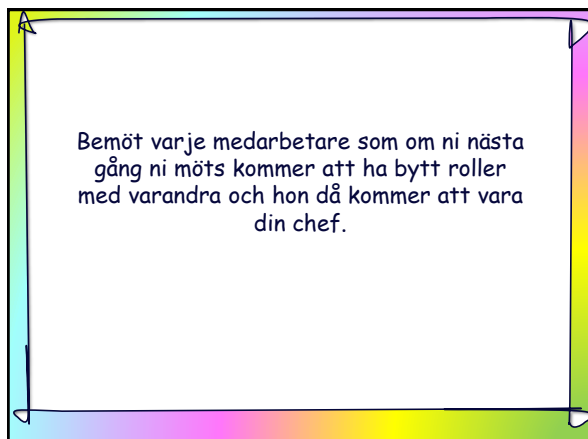 Bemöt varje medarbetare som om ni nästa
gång ni möts kommer att ha bytt roller
med varandra och hon då kommer att vara
din chef.